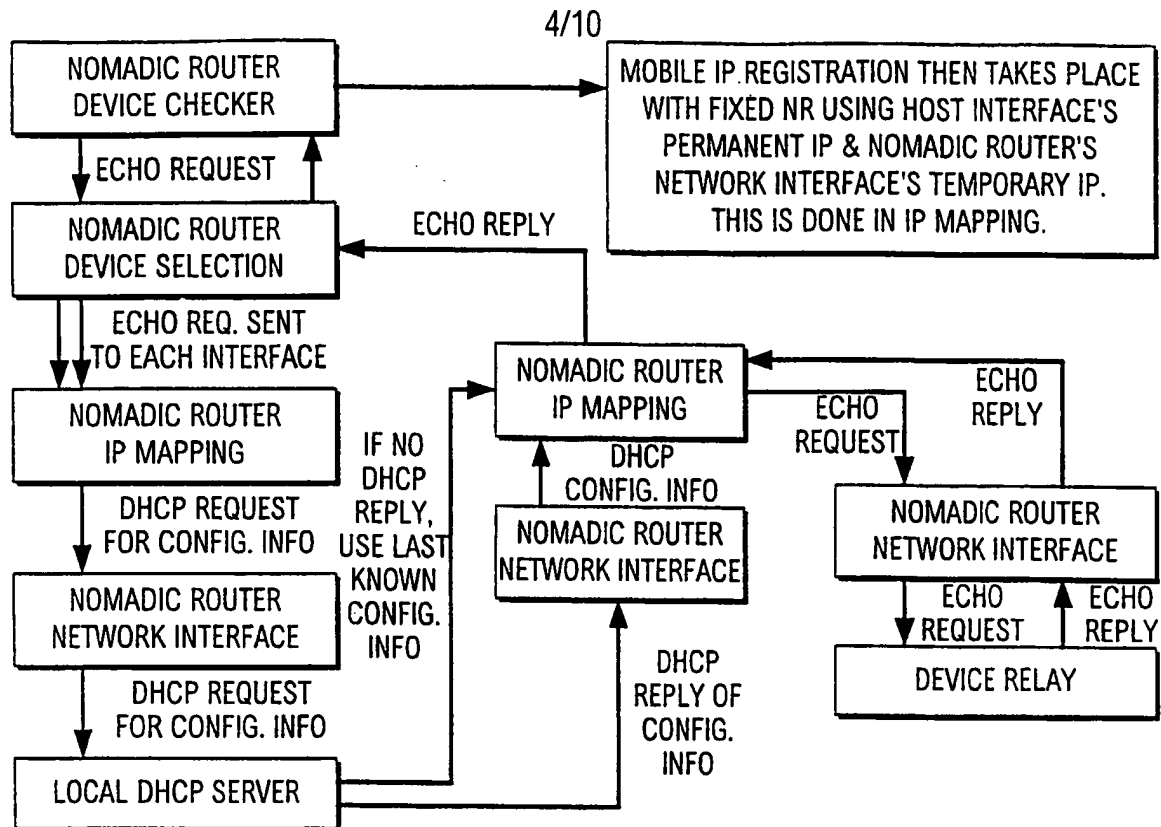 4/10
NOMADIC ROUTER
DEVICE CHECKER
MOBILE IP.REGISTRATION THEN TAKES PLACE
WITH FIXED NR USING HOST INTERFACE'S
PERMANENT IP & NOMADIC ROUTER'S
NETWORK INTERFACE'S TEMPORARY IP.
THIS IS DONE IN IP MAPPING.
ECHO REQUEST
NOMADIC ROUTER
DEVICE SELECTION
ECHO REPLY
ECHO REQ. SENT
TO EACH INTERFACE
NOMADIC ROUTER
IP MAPPING
DHCP REQUEST
FOR CONFIG. INFO
NOMADIC ROUTER
NETWORK INTERFACE
DHCP REQUEST
FOR CONFIG. INFO
LOCAL DHCP SERVER
IF NO
DHCP
REPLY,
USE LAST
KNOWN
CONFIG.
INFO
NOMADIC ROUTER
IP MAPPING
DHCP
CONFIG. INFO
NOMADIC ROUTER
NETWORK INTERFACE
DHCP
REPLY OF
CONFIG.
INFO
ECHO
REQUEST
ECHO
REPLY
NOMADIC ROUTER
NETWORK INTERFACE
ECHO
REQUEST
ECHO
REPLY
DEVICE RELAY